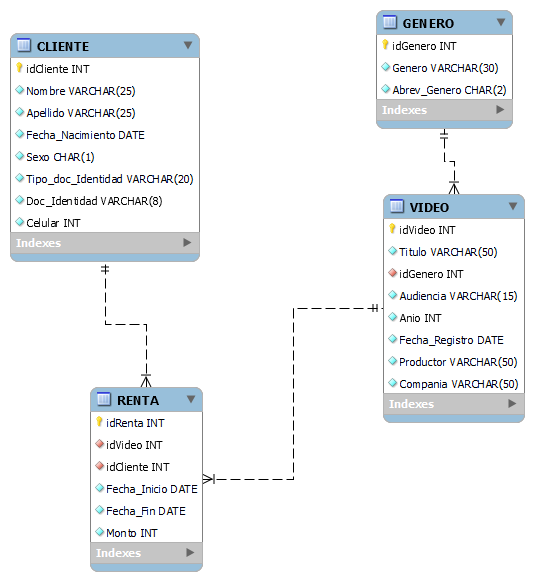 CLIENTE
idCliente INT
Nombre VARCHAR(25)
Apellido VARCHAR(25)
Fecha_Nacimiento DATE
Sexo CHAR(1)
Tipo_doc_Identidad VARCHAR(20)
Doc_Identidad VARCHAR(8)
Celular INT
Indexes
GENERO
idGenero INT
Genero VARCHAR(30)
Abrev_Genero CHAR(2)
Indexes
VIDEO
idVideo INT
Titulo VARCHAR(50)
idGenero INT
Audiencia VARCHAR(15)
Anio INT
Fecha_Registro DATE
Productor VARCHAR(50)
Compania VARCHAR(50)
Indexes
RENTA
idRenta INT
idVideo INT
idCliente INT
Fecha_Inicio DATE
Fecha_Fin DATE
Monto INT
Indexes